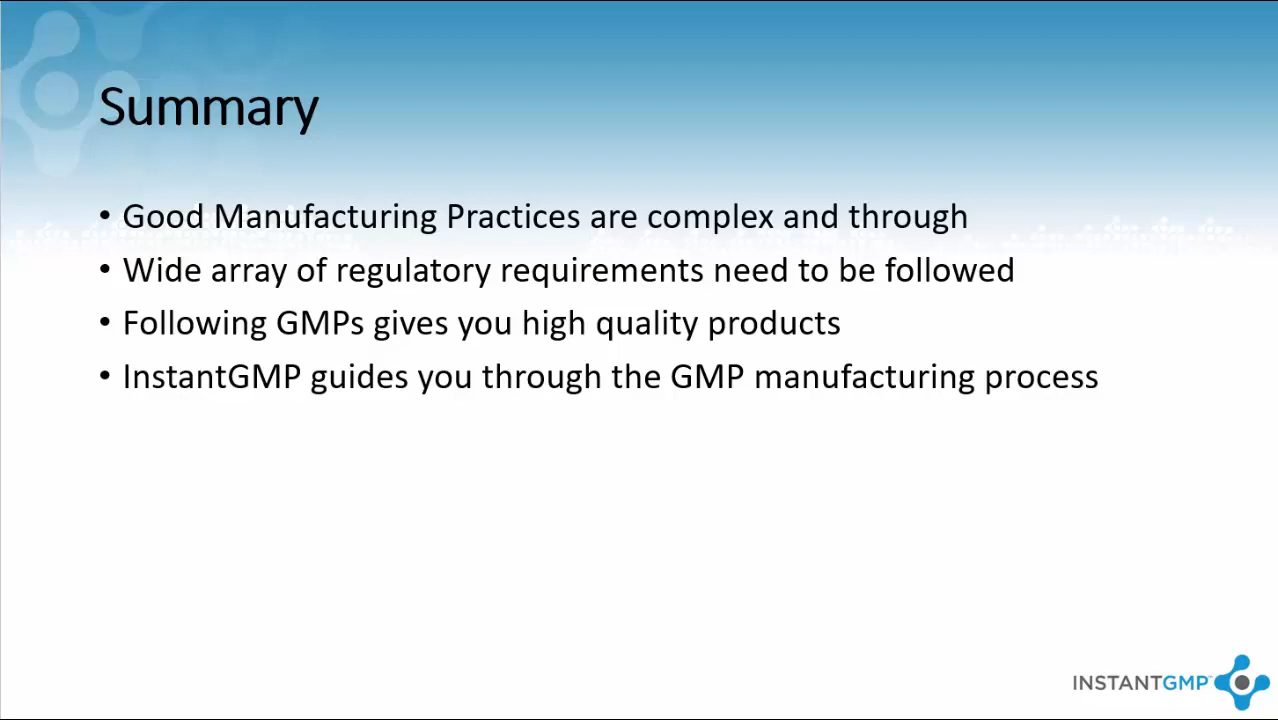 Summary
• Good Manufacturing Practices are complex and through
• Wide array of regulatory requirements need to be followed
• Following GMPs gives you high quality products
• InstantGMP guides you through the GMP manufacturing process
INSTANTGMP™